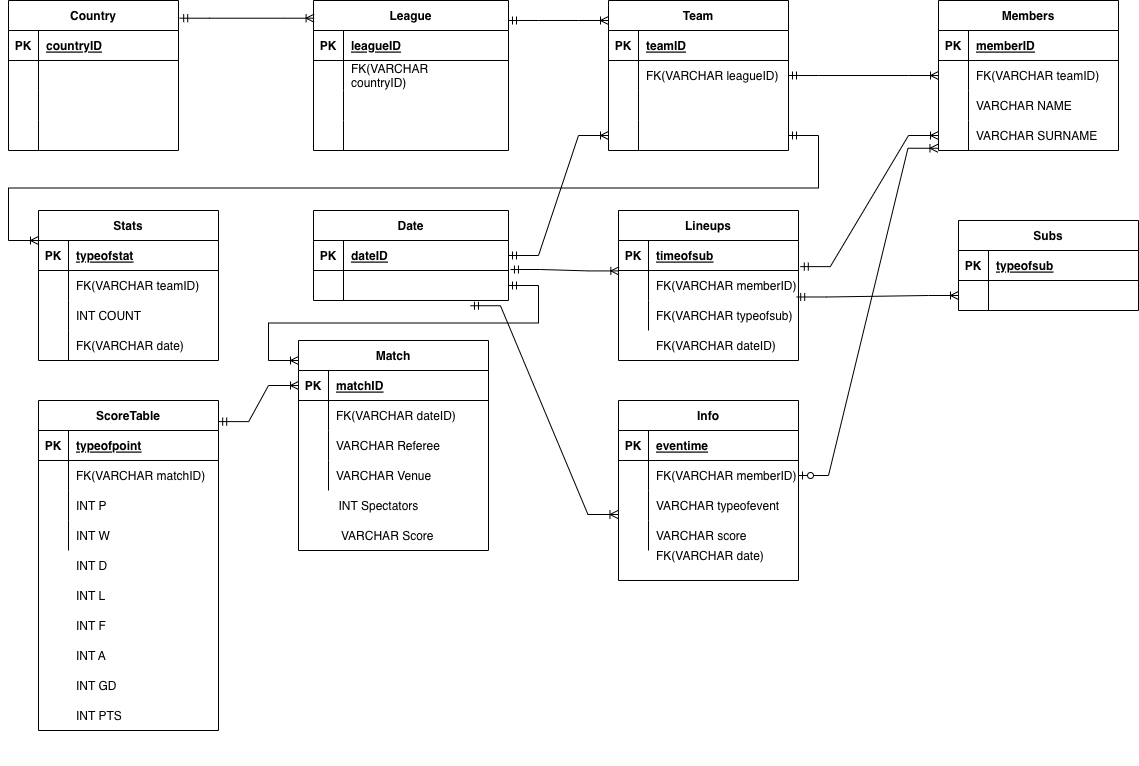 Country
PK countryID
League
PK leagueID
FK(VARCHAR
countryID)
Team
PK teamID
FK(VARCHAR leagueID)
Members
PK memberID
FK(VARCHAR teamID)
VARCHAR NAME
VARCHAR SURNAME
Stats
PK typeofstat
FK(VARCHAR teamID)
INT COUNT
FK(VARCHAR date)
Date
PK dateID
Lineups
PK timeofsub
FK(VARCHAR memberID)
FK(VARCHAR typeofsub)
FK(VARCHAR dateID)
Subs
PK typeofsub
Match
PK matchID
FK(VARCHAR dateID)
VARCHAR Referee
VARCHAR Venue
INT Spectators
VARCHAR Score
ScoreTable
PK typeofpoint
FK(VARCHAR matchID)
INT P
INT W
INT D
INT L
INT F
INT A
INT GD
INT PTS
Info
PK eventime
FK(VARCHAR memberID)
VARCHAR typeofevent
VARCHAR score
FK(VARCHAR date)